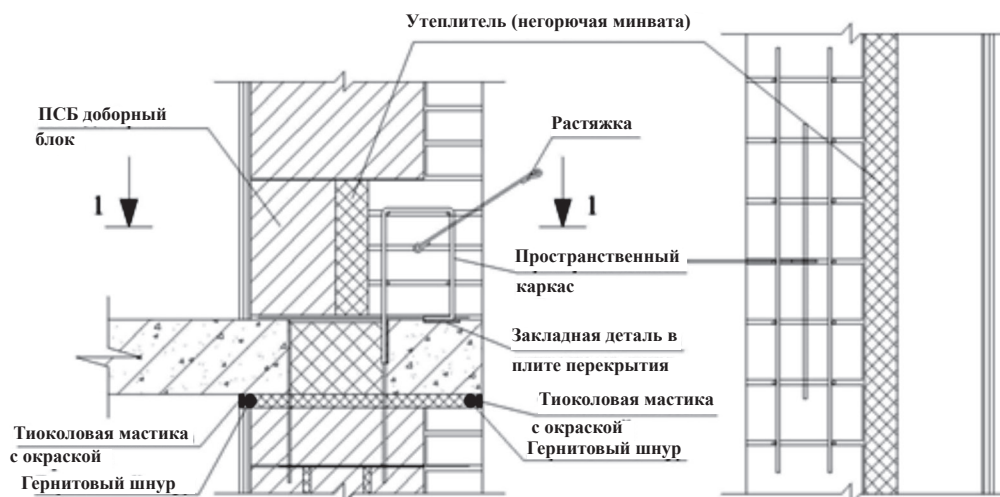 Утеплитель (негорючая минвата)
ПСБ доборный
блок
Растяжка
1
1
Пространственный
каркас
Закладная деталь в
плите перекрытия
Тиоколовая мастика
с окраской
Гернитовый шнур
Тиоколовая мастика
с окраской
Гернитовый шнур